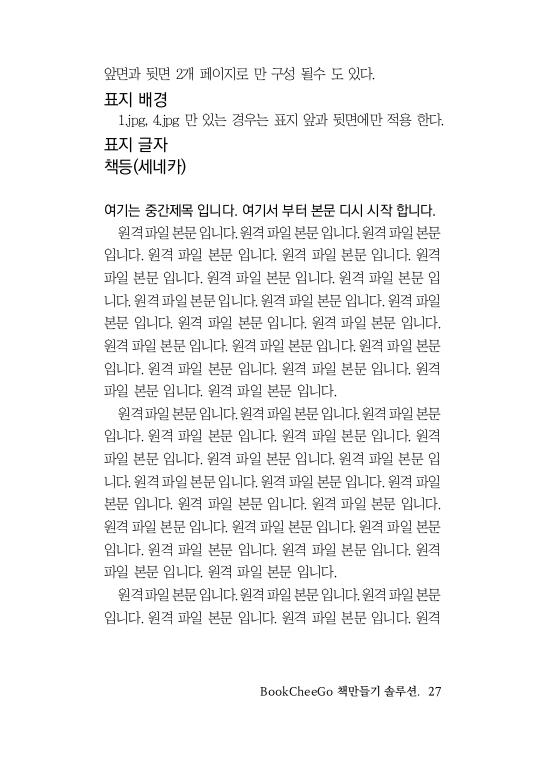 앞면과 뒷면 2개 페이지로 만 구성 될수 도 있다.
표지 배경
1.jpg, 4.jpg 만 있는 경우는 표지 앞과 뒷면에만 적용 한다.
표지 글자
책등(세네카)
여기는 중간제목 입니다. 여기서 부터 본문 디시 시작 합니다.
원격 파일 본문 입니다. 원격 파일 본문 입니다. 원격 파일 본문
입니다. 원격 파일 본문 입니다. 원격 파일 본문 입니다. 원격
파일 본문 입니다. 원격 파일 본문 입니다. 원격 파일 본문 입
니다. 원격 파일 본문 입니다. 원격 파일 본문 입니다. 원격 파일
본문 입니다. 원격 파일 본문 입니다. 원격 파일 본문 입니다.
원격 파일 본문 입니다. 원격 파일 본문 입니다. 원격 파일 본문
입니다. 원격 파일 본문 입니다. 원격 파일 본문 입니다. 원격
파일 본문 입니다. 원격 파일 본문 입니다.
원격 파일 본문 입니다. 원격 파일 본문 입니다. 원격 파일 본문
입니다. 원격 파일 본문 입니다. 원격 파일 본문 입니다. 원격
파일 본문 입니다. 원격 파일 본문 입니다. 원격 파일 본문 입
니다. 원격 파일 본문 입니다. 원격 파일 본문 입니다. 원격 파일
본문 입니다. 원격 파일 본문 입니다. 원격 파일 본문 입니다.
원격 파일 본문 입니다. 원격 파일 본문 입니다. 원격 파일 본문
입니다. 원격 파일 본문 입니다. 원격 파일 본문 입니다. 원격
파일 본문 입니다. 원격 파일 본문 입니다.
원격 파일 본문 입니다. 원격 파일 본문 입니다. 원격 파일 본문
입니다. 원격 파일 본문 입니다. 원격 파일 본문 입니다. 원격
BookCheeGo 책만들기 솔루션. 27